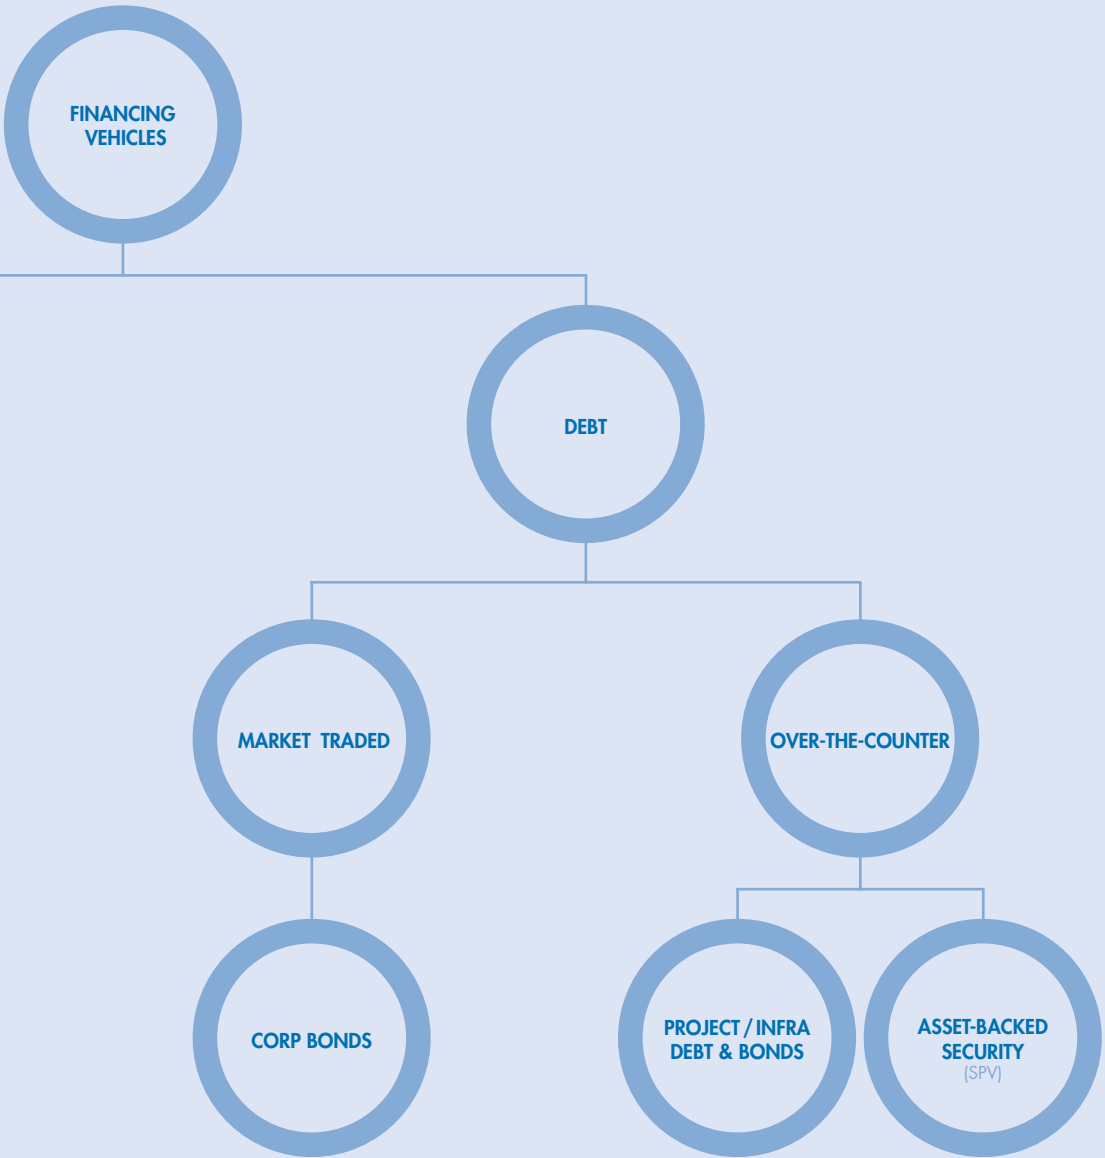 FINANCING
VEHICLES
DEBT
MARKET TRADED
OVER-THE-COUNTER
CORP BONDS
PROJECT / INFRA
DEBT & BONDS
ASSET-BACKED
SECURITY
(SPV)